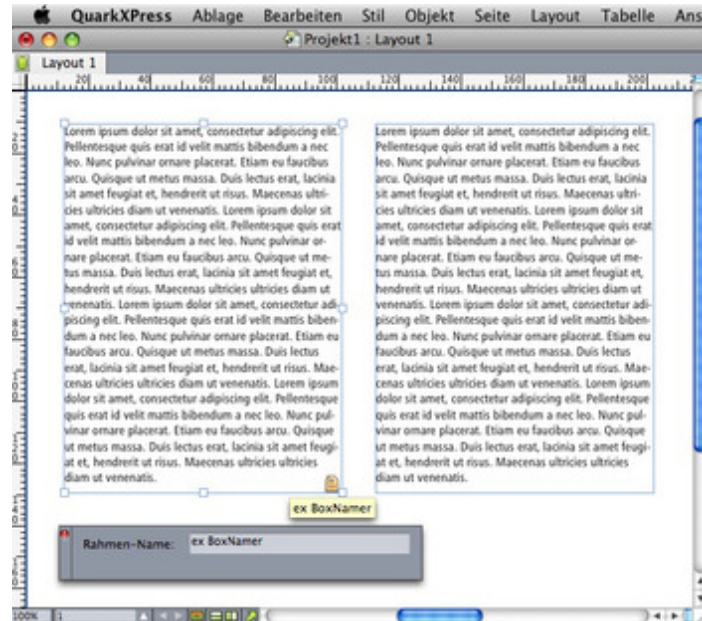 QuarkXPress Ablage Bearbeiten Stil Objekt Seite Layout Tabelle Ans
Projekt1 : Layout 1
Layout 1
20 40 60 80 100 120 140 160 180 200
Lorem ipsum dolor sit amet, consectetur adipiscing elit.
Pellentesque quis erat id velit mattis bibendum a nec
leo. Nunc pulvinar ornare placerat. Etiam eu faucibus
arcu. Quisque ut metus massa. Duis lectus erat, lacinia
sit amet feugiat et, hendrerit ut risus. Maecenas ultri-
cies ultricies diam ut venenatis. Lorem ipsum dolor sit
amet, consectetur adipiscing elit. Pellentesque quis erat
id velit mattis bibendum a nec leo. Nunc pulvinar or-
nare placerat. Etiam eu faucibus arcu. Quisque ut me-
tus massa. Duis lectus erat, lacinia sit amet feugiat et,
hendrerit ut risus. Maecenas ultricies ultricies diam ut
venenatis. Lorem ipsum dolor sit amet, consectetur adi-
piscing elit. Pellentesque quis erat id velit mattis biben-
dum a nec leo. Nunc pulvinar ornare placerat. Etiam eu
faucibus arcu. Quisque ut metus massa. Duis lectus
erat, lacinia sit amet feugiat et, hendrerit ut risus. Mae-
cenas ultricies ultricies diam ut venenatis. Lorem ipsum
dolor sit amet, consectetur adipiscing elit. Pellentesque
quis erat id velit mattis bibendum a nec leo. Nunc pul-
vinar ornare placerat. Etiam eu faucibus arcu. Quisque
ut metus massa. Duis lectus erat, lacinia sit amet feugi-
at et, hendrerit ut risus. Maecenas ultricies ultricies
diam ut venenatis.
Lorem ipsum dolor sit amet, consectetur adipiscing elit.
Pellentesque quis erat id velit mattis bibendum a nec
leo. Nunc pulvinar ornare placerat. Etiam eu faucibus
arcu. Quisque ut metus massa. Duis lectus erat, lacinia
sit amet feugiat et, hendrerit ut risus. Maecenas ultri-
cies ultricies diam ut venenatis. Lorem ipsum dolor sit
amet, consectetur adipiscing elit. Pellentesque quis erat
id velit mattis bibendum a nec leo. Nunc pulvinar or-
nare placerat. Etiam eu faucibus arcu. Quisque ut me-
tus massa. Duis lectus erat, lacinia sit amet feugiat et,
hendrerit ut risus. Maecenas ultricies ultricies diam ut
venenatis. Lorem ipsum dolor sit amet, consectetur adi-
piscing elit. Pellentesque quis erat id velit mattis biben-
dum a nec leo. Nunc pulvinar ornare placerat. Etiam eu
faucibus arcu. Quisque ut metus massa. Duis lectus
erat, lacinia sit amet feugiat et, hendrerit ut risus. Mae-
cenas ultricies ultricies diam ut venenatis. Lorem ipsum
dolor sit amet, consectetur adipiscing elit. Pellentesque
quis erat id velit mattis bibendum a nec leo. Nunc pul-
vinar ornare placerat. Etiam eu faucibus arcu. Quisque
ut metus massa. Duis lectus erat, lacinia sit amet feugi-
at et, hendrerit ut risus. Maecenas ultricies ultricies
diam ut venenatis.
ex BoxNamer
Rahmen-Name: ex BoxNamer
100% 1